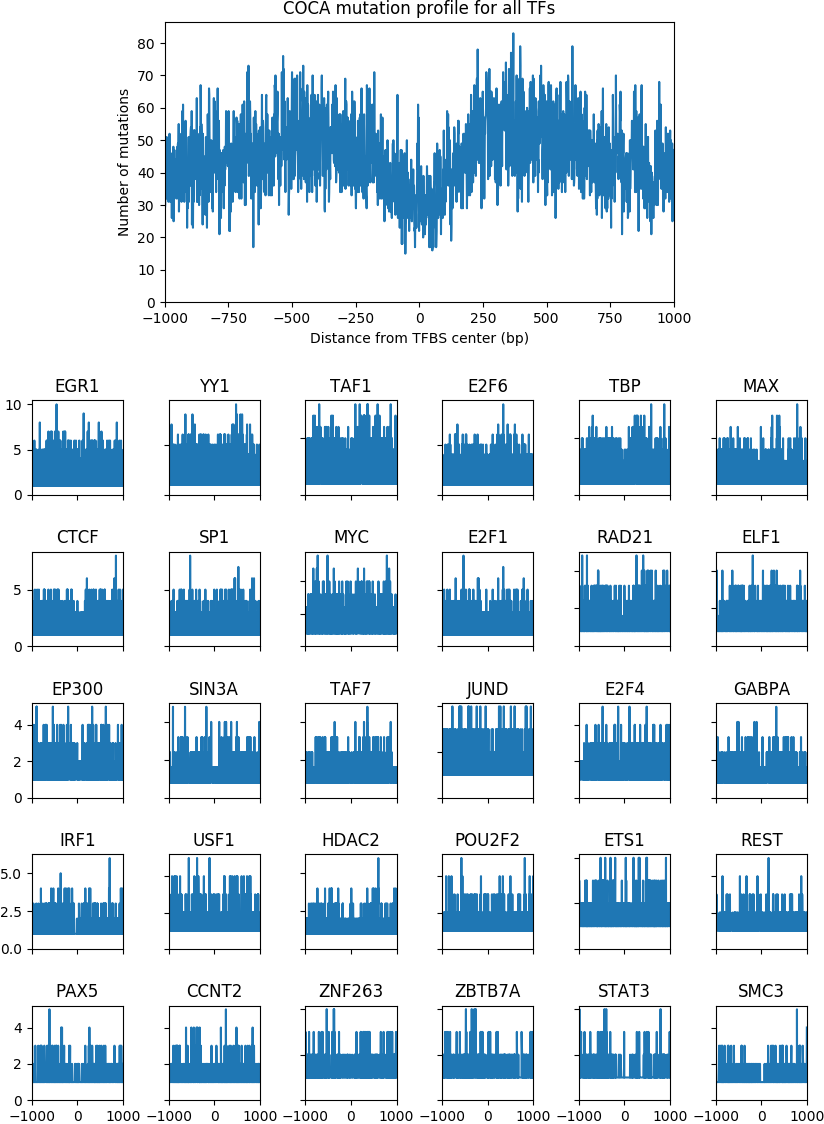 COCA mutation profile for all TFs
80
70
60
50
40
30
20
10
0
Number of mutations
−1000 −750 −500 −250 0 250 500 750 1000
Distance from TFBS center (bp)
EGR1 YY1 TAF1 E2F6 TBP MAX
10
5
0
CTCF SP1 MYC E2F1 RAD21 ELF1
5
0
EP300 SIN3A TAF7 JUND E2F4 GABPA
4
2
0
IRF1 USF1 HDAC2 POU2F2 ETS1 REST
5.0
2.5
0.0
PAX5 CCNT2 ZNF263 ZBTB7A STAT3 SMC3
4
2
0
−1000 0 1000 −1000 0 1000 −1000 0 1000 −1000 0 1000 −1000 0 1000 −1000 0 1000